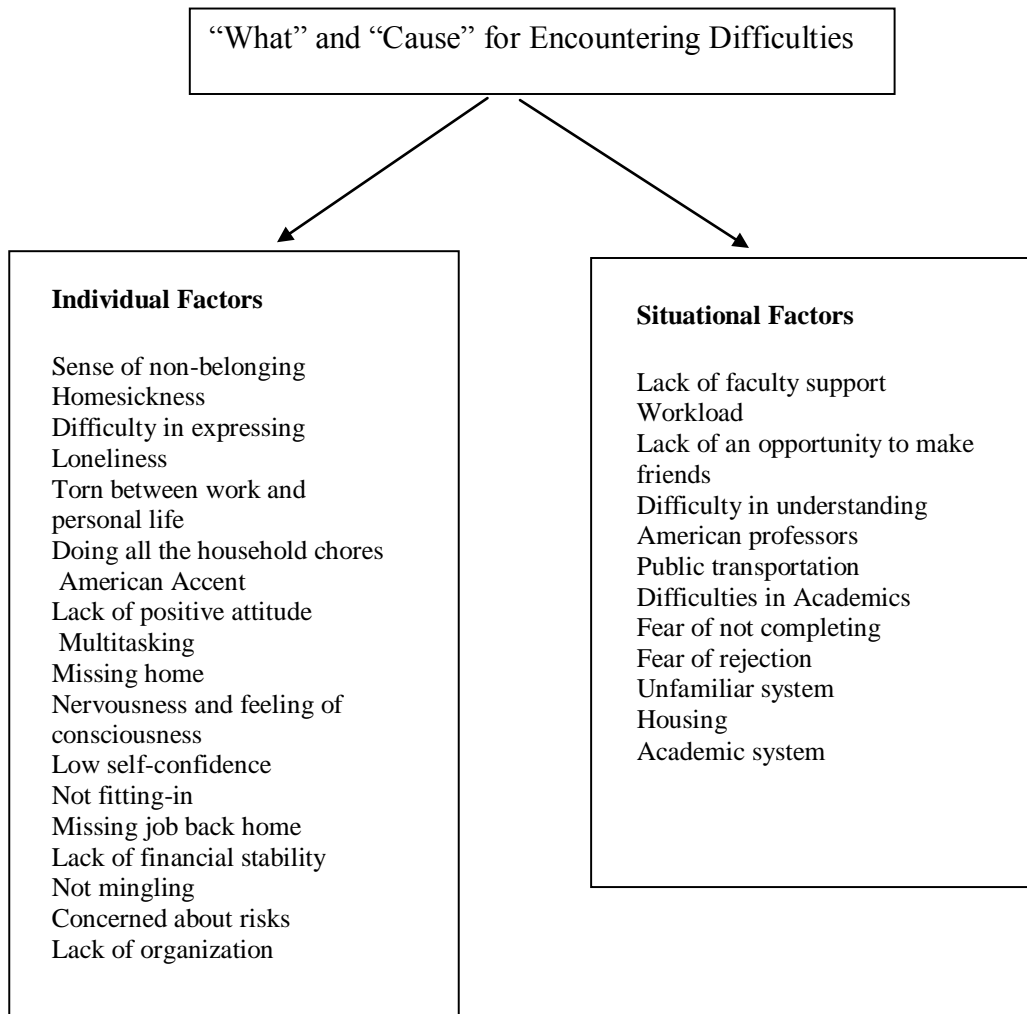 “What” and “Cause” for Encountering Difficulties
Individual Factors
Sense of non-belonging
Homesickness
Difficulty in expressing
Loneliness
Torn between work and
personal life
Doing all the household chores
American Accent
Lack of positive attitude
Multitasking
Missing home
Nervousness and feeling of
consciousness
Low self-confidence
Not fitting-in
Missing job back home
Lack of financial stability
Not mingling
Concerned about risks
Lack of organization
Situational Factors
Lack of faculty support
Workload
Lack of an opportunity to make
friends
Difficulty in understanding
American professors
Public transportation
Difficulties in Academics
Fear of not completing
Fear of rejection
Unfamiliar system
Housing
Academic system